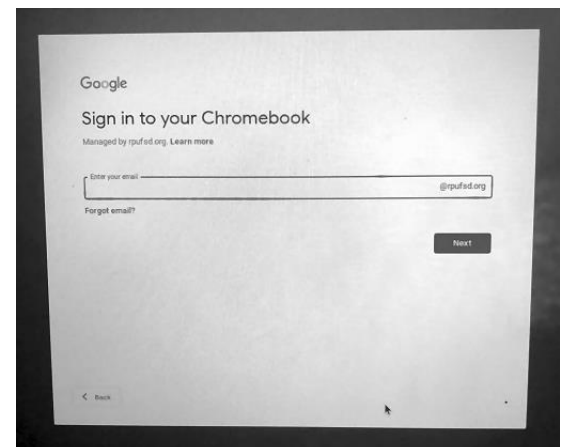 Google
Sign in to your Chromebook
Managed by rpufsd.org. Learn more
Enter your email
@rpufsd.org
Forgot email?
Next
Back